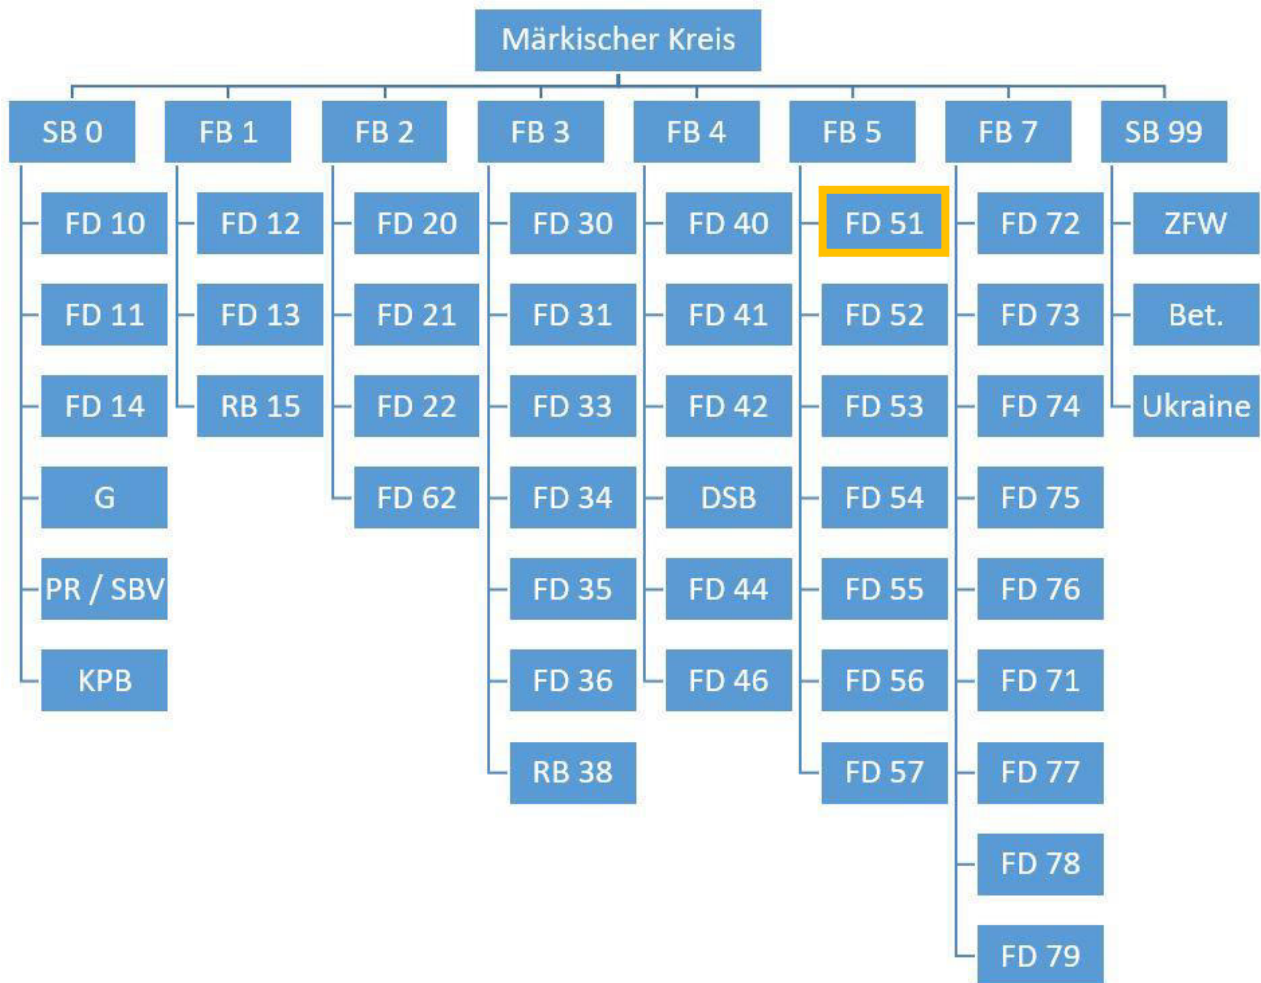 Märkischer Kreis
SB 0
FB 1
FB 2
FB 3
FB 4
FB 5
FB 7
SB 99
FD 10
FD 12
FD 20
FD 30
FD 40
FD 51
FD 72
ZFW
FD 11
FD 13
FD 21
FD 31
FD 41
FD 52
FD 73
Bet.
FD 14
RB 15
FD 22
FD 33
FD 42
FD 53
FD 74
Ukraine
G
FD 62
FD 34
DSB
FD 54
FD 75
PR / SBV
FD 35
FD 44
FD 55
FD 76
KPB
FD 36
FD 46
FD 56
FD 71
RB 38
FD 57
FD 77
FD 78
FD 79